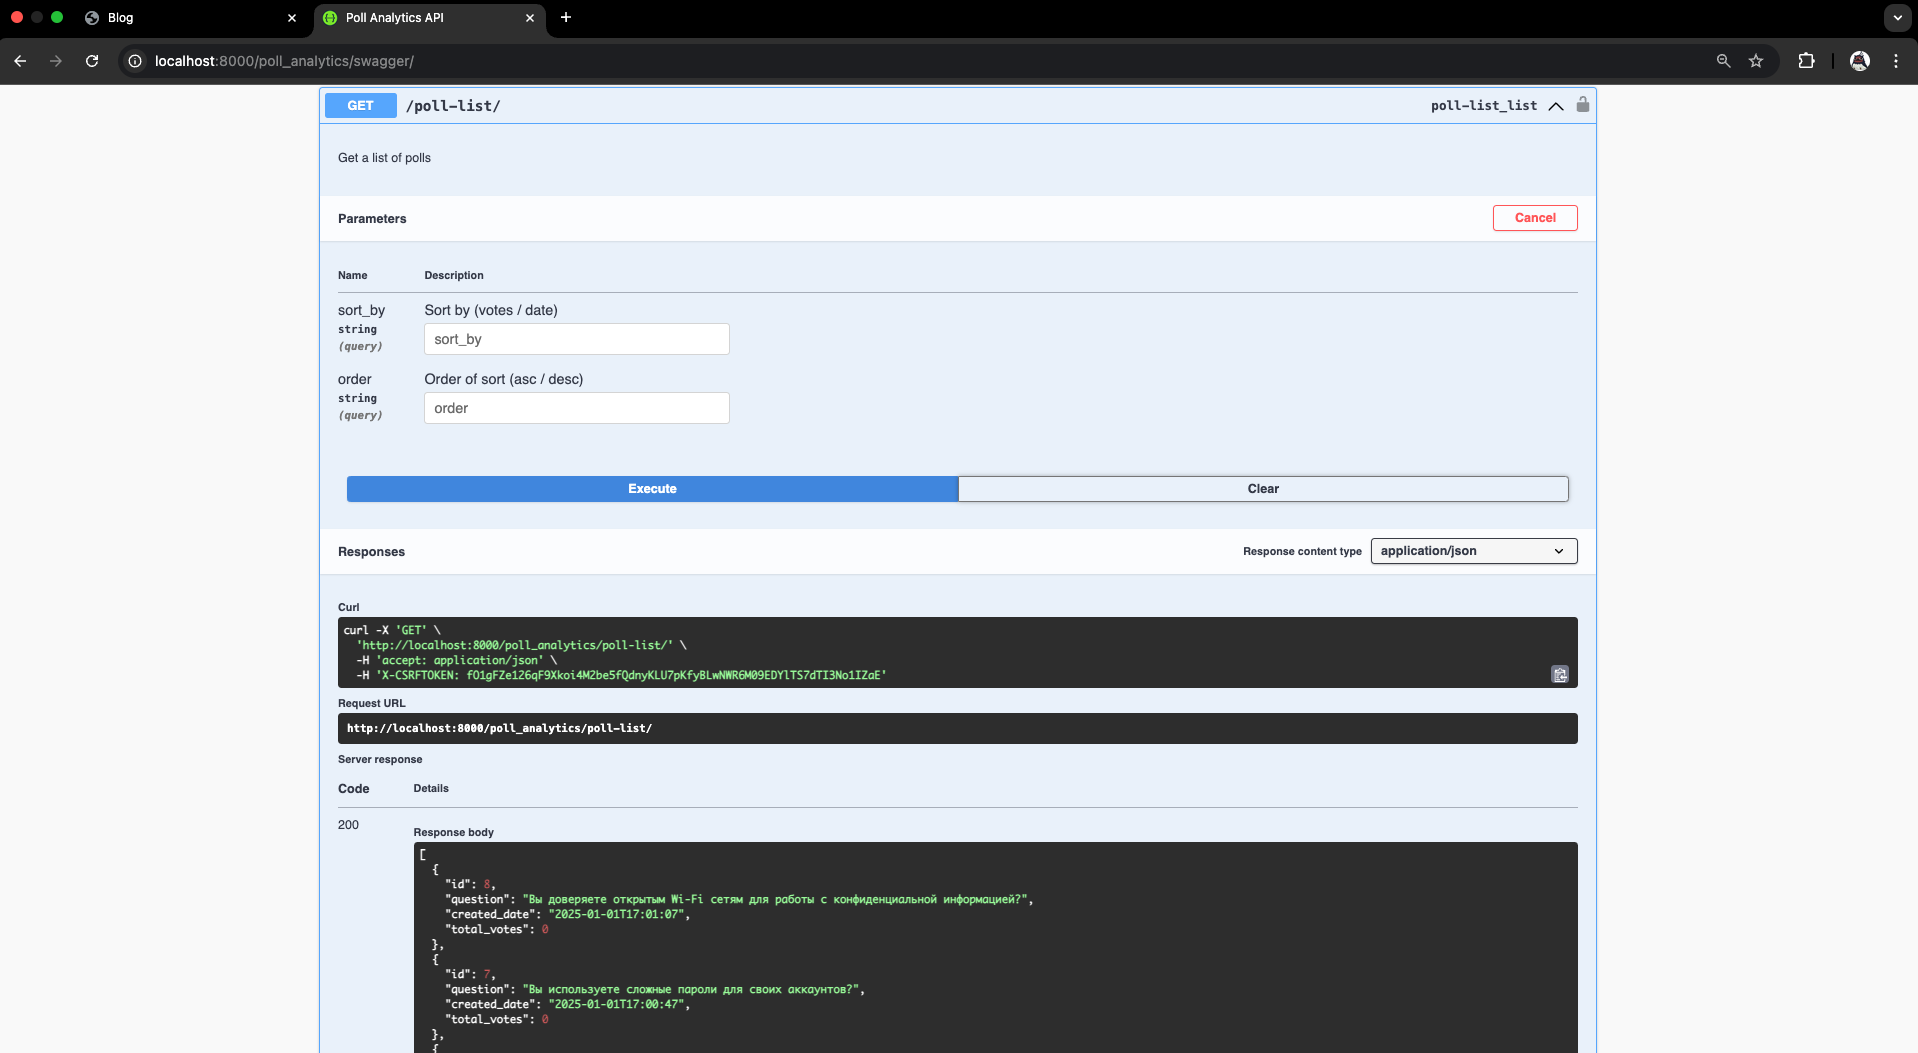 Blog
Poll Analytics API
localhost:8000/poll_analytics/swagger/
GET /poll-list/ poll-list_list
Get a list of polls
Parameters Cancel
Name Description
sort_by Sort by (votes / date)
string
(query) sort_by
order Order of sort (asc / desc)
string
(query) order
Execute Clear
Responses Response content type application/json
Curl
curl -X 'GET' \
'http://localhost:8000/poll_analytics/poll-list/' \
-H 'accept: application/json' \
-H 'X-CSRFTOKEN: fO1gFZe126qF9Xkoi4M2be5fQdnyKLU7pKfyBLwNWR6M09EDYlTS7dTI3No1IZaE'
Request URL
http://localhost:8000/poll_analytics/poll-list/
Server response
Code Details
200
Response body
[
{
"id": 8,
"question": "Вы доверяете открытым Wi-Fi сетям для работы с конфиденциальной информацией?",
"created_date": "2025-01-01T17:01:07",
"total_votes": 0
},
{
"id": 7,
"question": "Вы используете сложные пароли для своих аккаунтов?",
"created_date": "2025-01-01T17:00:47",
"total_votes": 0
},
{